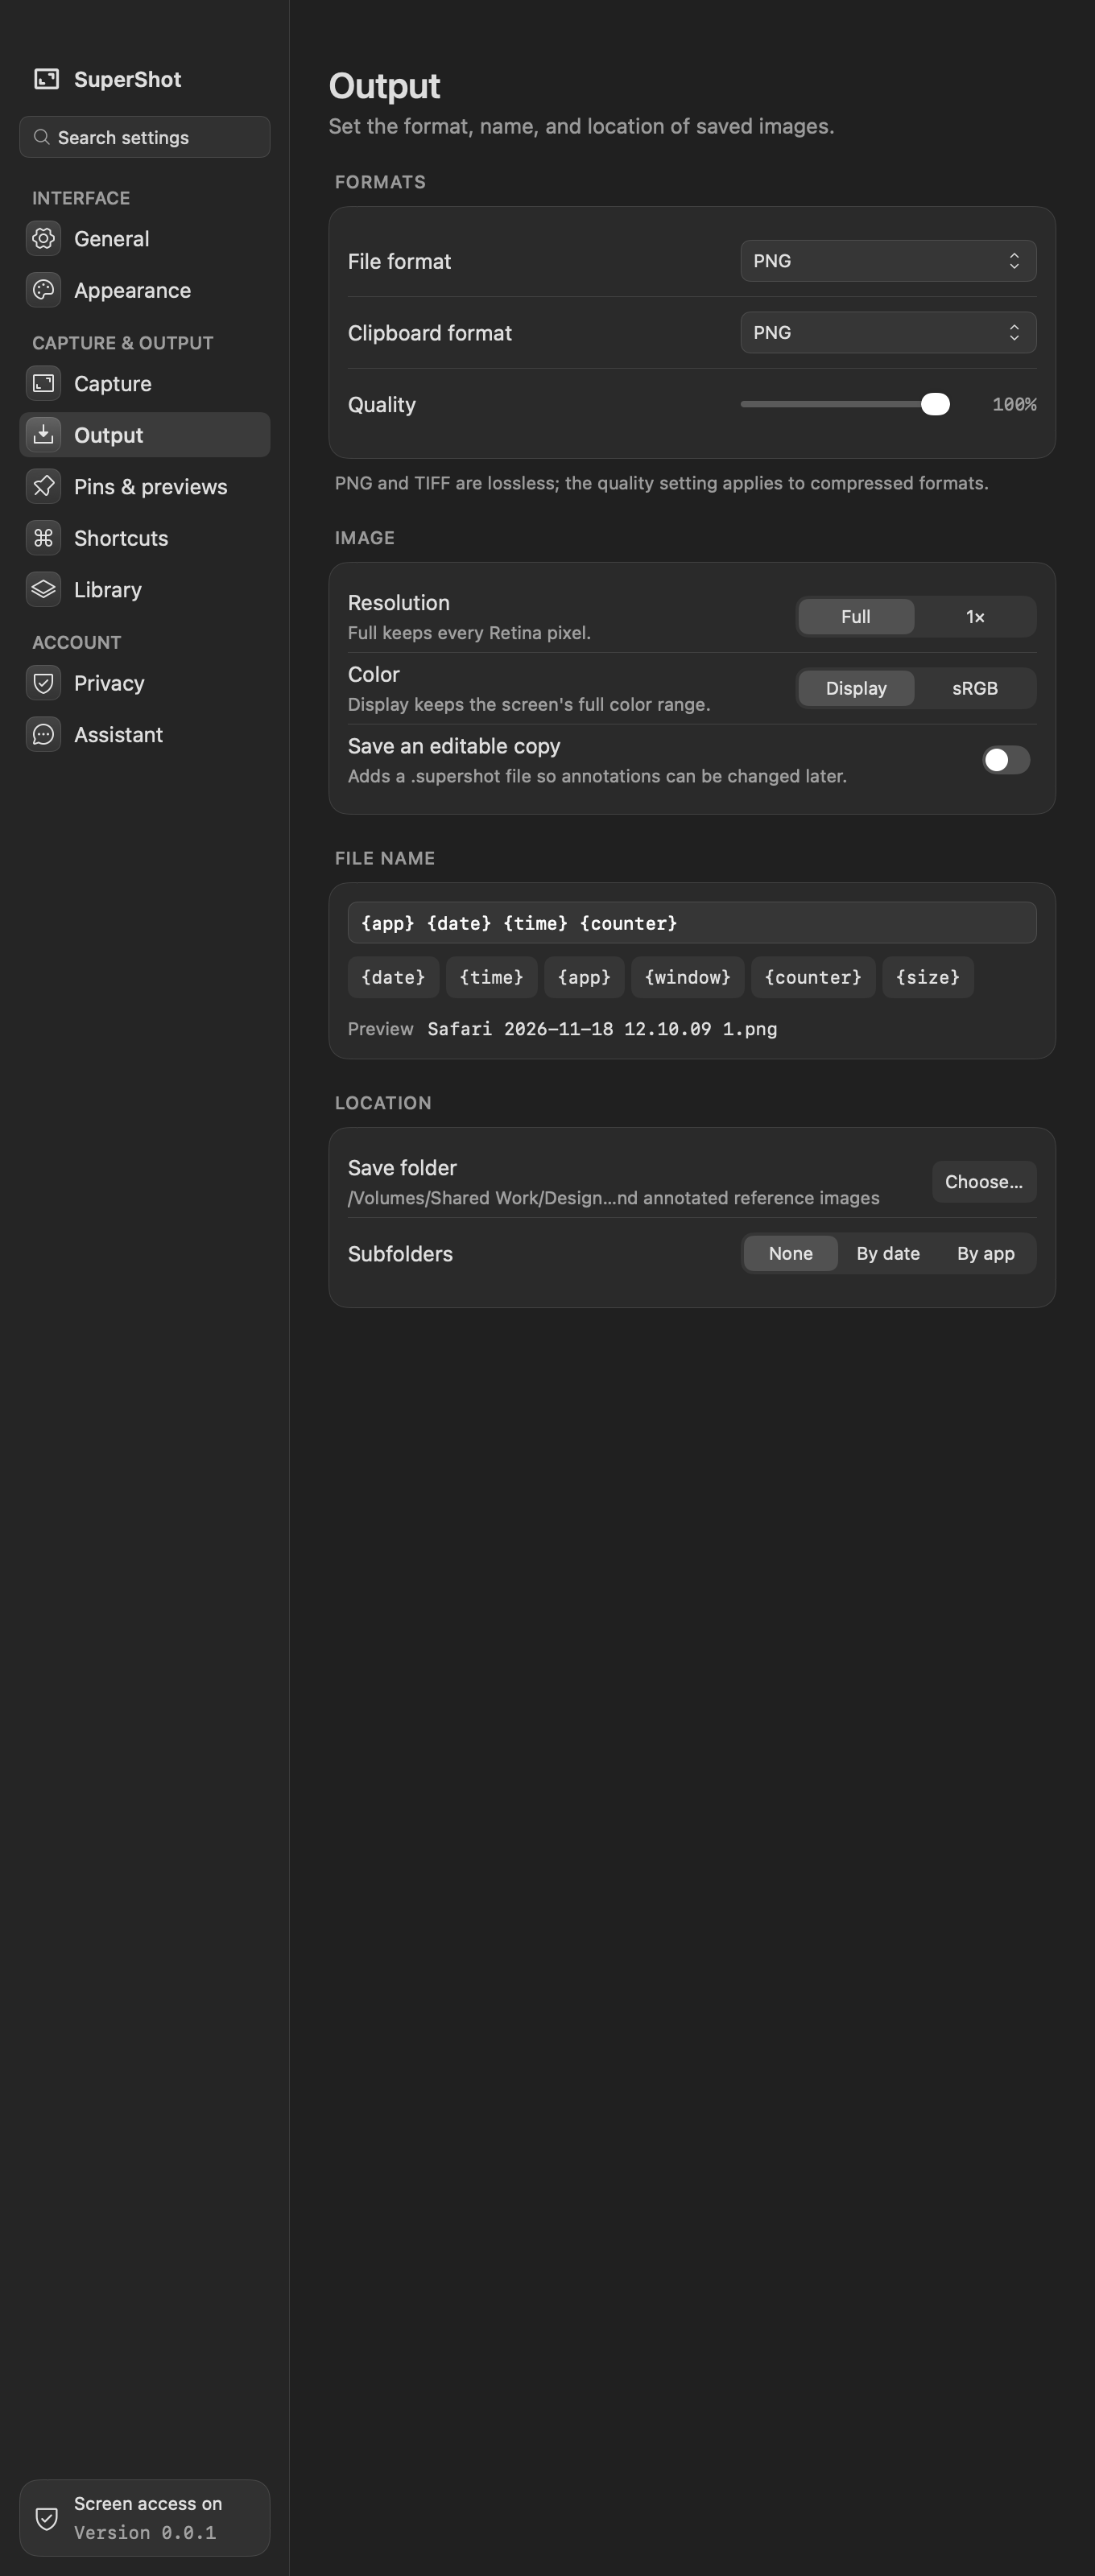 SuperShot
Search settings
INTERFACE
General
Appearance
CAPTURE & OUTPUT
Capture
Output
Pins & previews
Shortcuts
Library
ACCOUNT
Privacy
Assistant
Screen access on
Version 0.0.1
Output
Set the format, name, and location of saved images.
FORMATS
File format PNG
Clipboard format PNG
Quality 100%
PNG and TIFF are lossless; the quality setting applies to compressed formats.
IMAGE
Resolution Full 1×
Full keeps every Retina pixel.
Color Display sRGB
Display keeps the screen's full color range.
Save an editable copy
Adds a .supershot file so annotations can be changed later.
FILE NAME
{app} {date} {time} {counter}
{date} {time} {app} {window} {counter} {size}
Preview Safari 2026-11-18 12.10.09 1.png
LOCATION
Save folder Choose...
/Volumes/Shared Work/Design...nd annotated reference images
Subfolders None By date By app